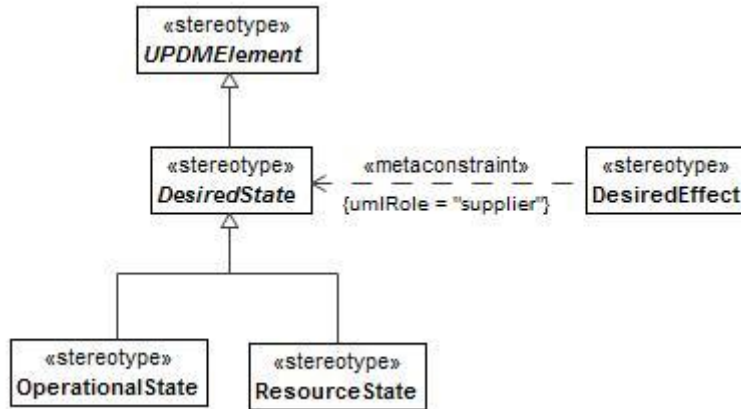 «stereotype»
UPDMElement
«stereotype»
DesiredState
«metaconstraint»
{umlRole = "supplier"}
«stereotype»
DesiredEffect
«stereotype»
OperationalState
«stereotype»
ResourceState